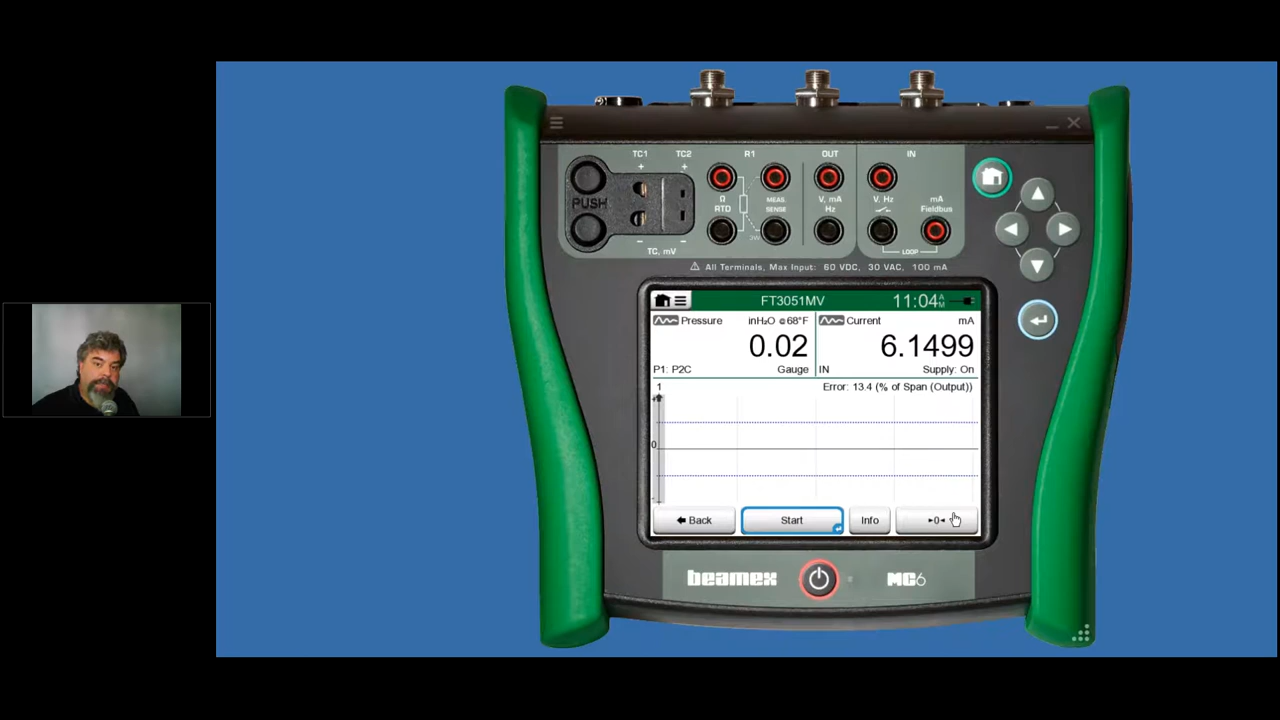 TC1 TC2 R1 OUT IN
+ +
PUSH
Ω V, mA V, Hz mA
RTD MEAS. Hz Fieldbus
SENSE
- -
TC, mV LOOP
⚠ All Terminals, Max Input: 60 VDC, 30 VAC, 100 mA
FT3051MV 11:04 AM
Pressure inH₂O @68°F Current mA
0.02 6.1499
P1: P2C Gauge IN Supply: On
1 Error: 13.4 (% of Span (Output))
+
0
-
Back Start Info ▸0◂
beamex MC6